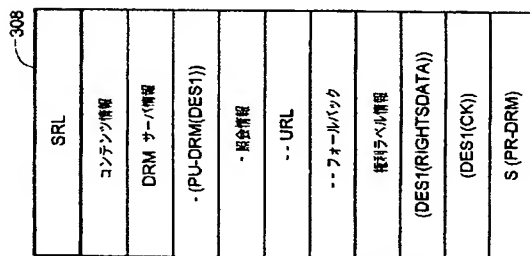 308
SRL
コンテンツ情報
DRM サーバ情報
- (PU-DRM(DES1))
- 照会情報
-- URL
-- フォールバック
権利ラベル情報
(DES1(RIGHTSDATA))
(DES1(CK))
S (PR-DRM)